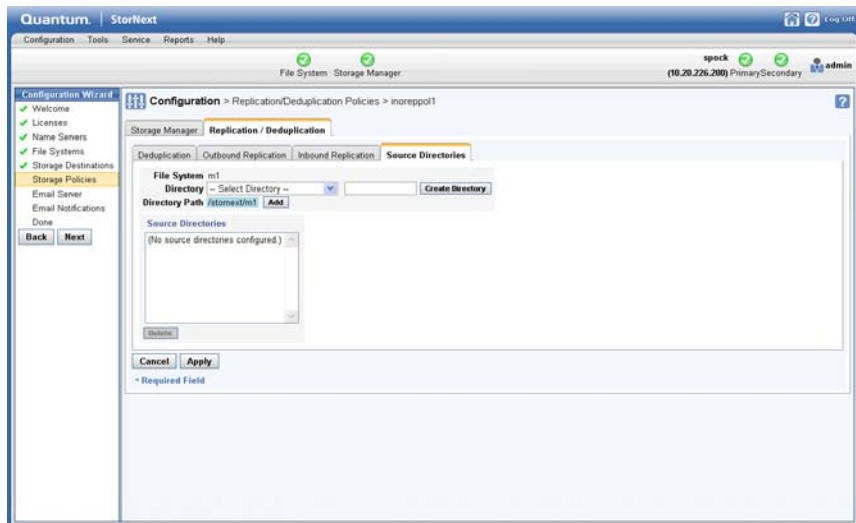 Quantum. | StorNext
Log Off
Configuration Tools Service Reports Help
File System Storage Manager
spock
(10.20.226.200) Primary Secondary
admin
Configuration Wizard
Welcome
Licenses
Name Servers
File Systems
Storage Destinations
Storage Policies
Email Server
Email Notifications
Done
Back Next
Configuration > Replication/Deduplication Policies > inoreppol1
Storage Manager Replication / Deduplication
Deduplication Outbound Replication Inbound Replication Source Directories
File System m1
Directory -- Select Directory -- Create Directory
Directory Path /stornext/m1 Add
Source Directories
(No source directories configured.)
Delete
Cancel Apply
* Required Field